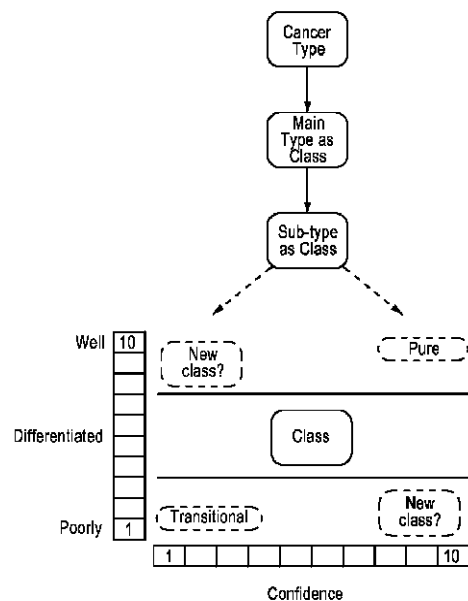 Cancer
Type
Main
Type as
Class
Sub-type
as Class
Well
10
New
class?
Pure
Differentiated
Class
Poorly
1
Transitional
New
class?
1
10
Confidence